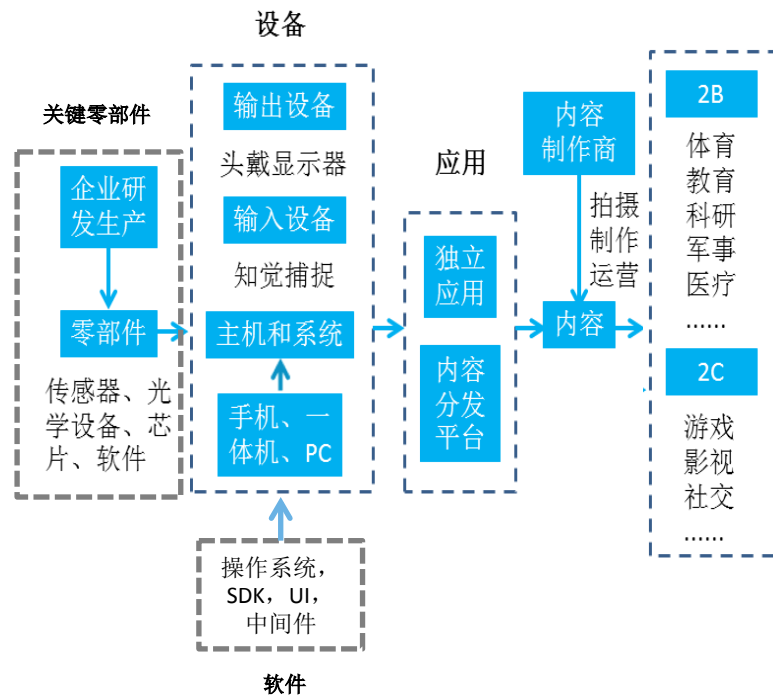 关键零部件
企业研
发生产
零部件
传感器、光
学设备、芯
片、软件
设备
输出设备
头戴显示器
输入设备
知觉捕捉
主机和系统
手机、一
体机、PC
操作系统，
SDK，UI，
中间件
软件
应用
独立
应用
内容
分发
平台
内容
制作商
拍摄
制作
运营
内容
2B
体育
教育
科研
军事
医疗
......
2C
游戏
影视
社交
......